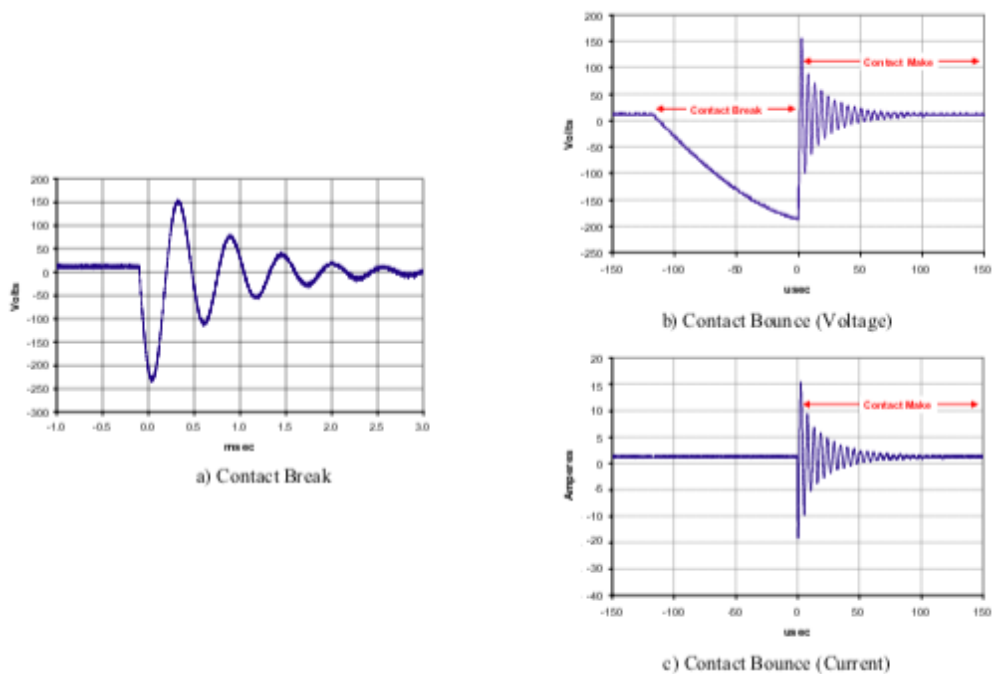 200
150
100
50
0
-50
-100
-150
-200
-250
-300
Volts
-1.0 -0.5 0.0 0.5 1.0 1.5 2.0 2.5 3.0
msec
a) Contact Break
200
150
100
50
0
-50
-100
-150
-200
-250
Volts
Contact Make
Contact Break
-150 -100 -50 0 50 100 150
usec
b) Contact Bounce (Voltage)
20
15
10
5
0
-5
-10
-20
-30
-40
Amperes
Contact Make
-150 -100 -50 0 50 100 150
usec
c) Contact Bounce (Current)